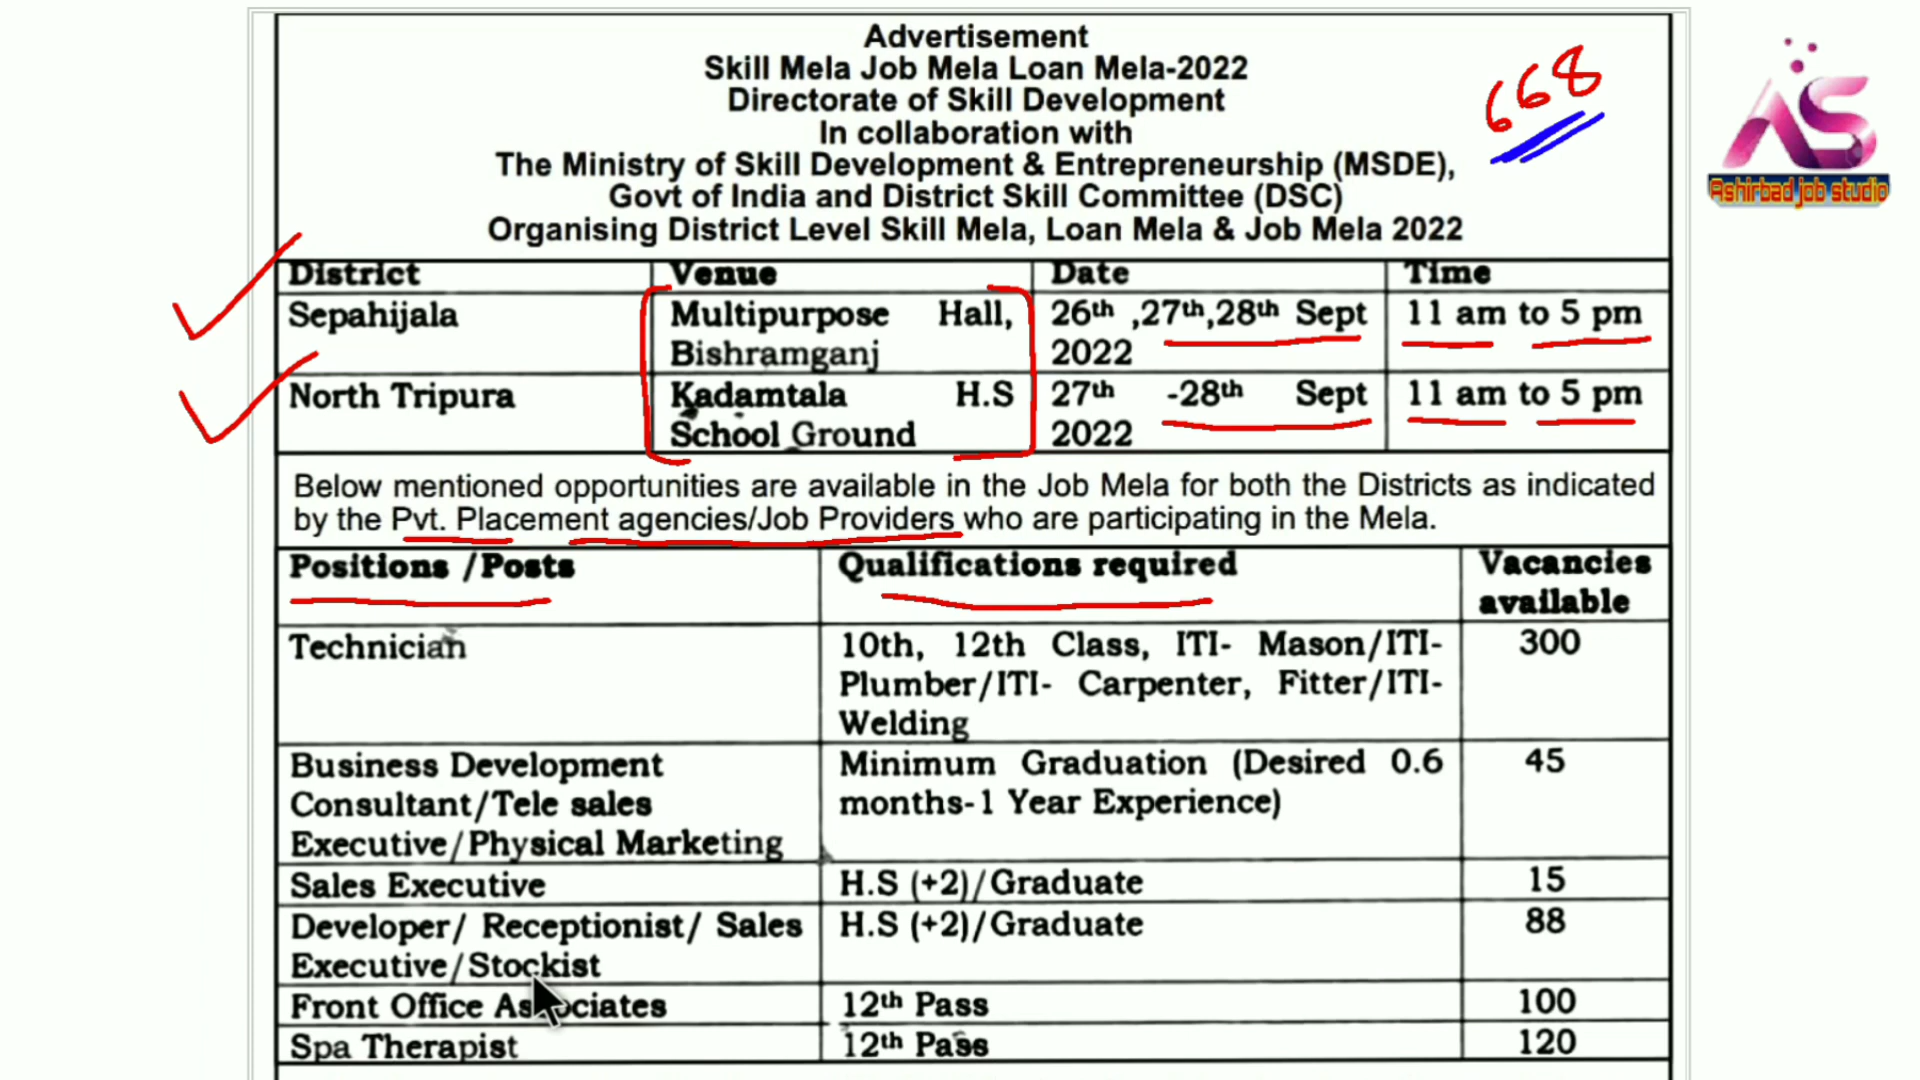 Advertisement
Skill Mela Job Mela Loan Mela-2022
Directorate of Skill Development
In collaboration with
The Ministry of Skill Development & Entrepreneurship (MSDE),
Govt of India and District Skill Committee (DSC)
Organising District Level Skill Mela, Loan Mela & Job Mela 2022
668
AS
Ashirbad job studio
District Venue Date Time
Sepahijala Multipurpose Hall, 26th ,27th,28th Sept 11 am to 5 pm
Bishramganj 2022
North Tripura Kadamtala H.S 27th -28th Sept 11 am to 5 pm
School Ground 2022
Below mentioned opportunities are available in the Job Mela for both the Districts as indicated
by the Pvt. Placement agencies/Job Providers who are participating in the Mela.
Positions /Posts Qualifications required Vacancies
available
Technician 10th, 12th Class, ITI- Mason/ITI- 300
Plumber/ITI- Carpenter, Fitter/ITI-
Welding
Business Development Minimum Graduation (Desired 0.6 45
Consultant/Tele sales months-1 Year Experience)
Executive/Physical Marketing
Sales Executive H.S (+2)/Graduate 15
Developer/ Receptionist/ Sales H.S (+2)/Graduate 88
Executive/Stockist
Front Office Associates 12th Pass 100
Spa Therapist 12th Pass 120